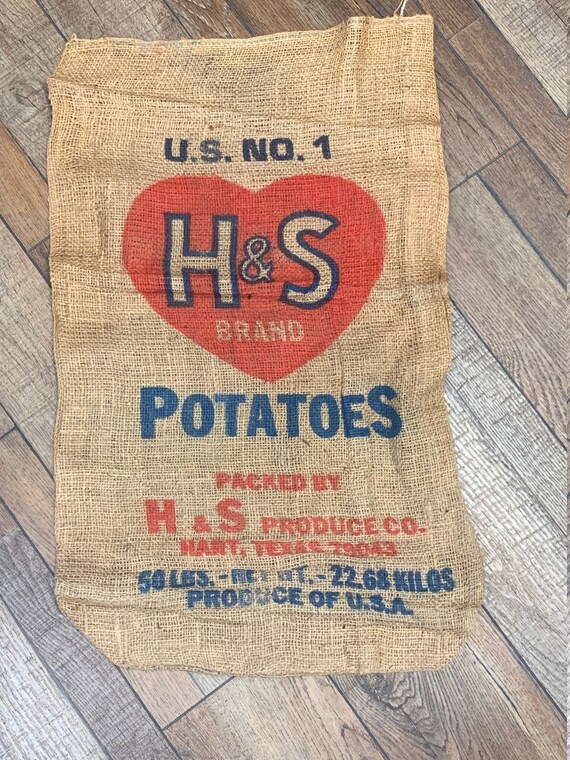 U.S. NO. 1
H&S
BRAND
POTATOES
PACKED BY
H & S PRODUCE CO.
HART, TEXAS 79043
50 LBS. - NET WT. - 22.68 KILOS
PRODUCE OF U.S.A.